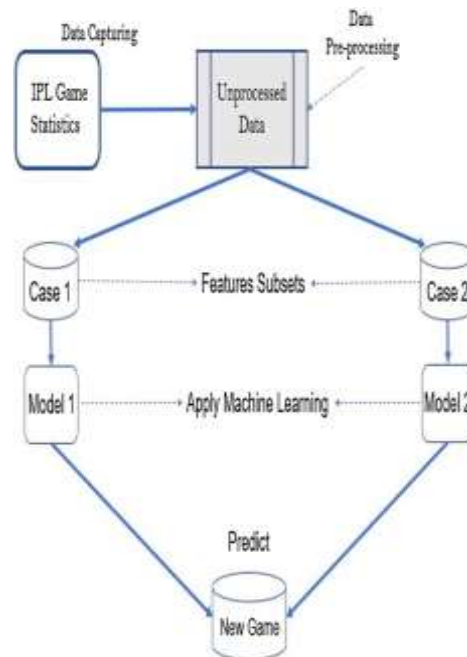 Data Capturing
Data
Pre-processing
IPL Game
Statistics
Unprocessed
Data
Case 1
Features Subsets
Case 2
Model 1
Apply Machine Learning
Model 2
Predict
New Game